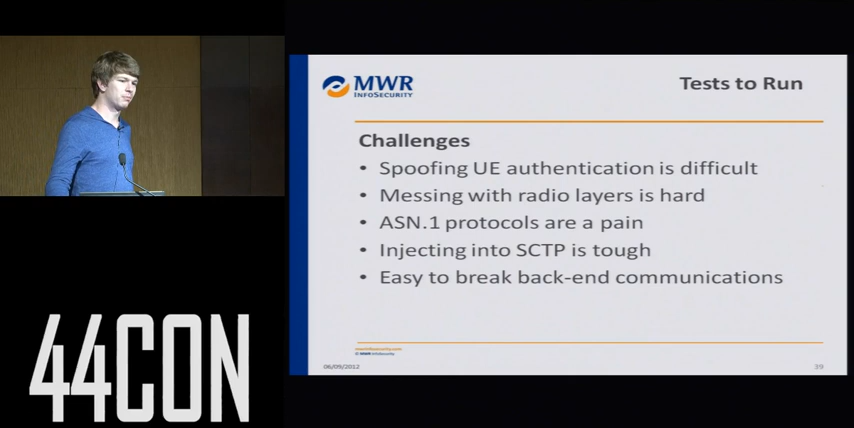 MWR
INFOSECURITY
Tests to Run
Challenges
• Spoofing UE authentication is difficult
• Messing with radio layers is hard
• ASN.1 protocols are a pain
• Injecting into SCTP is tough
• Easy to break back-end communications
© MWR InfoSecurity
06/09/2012
39
44CON